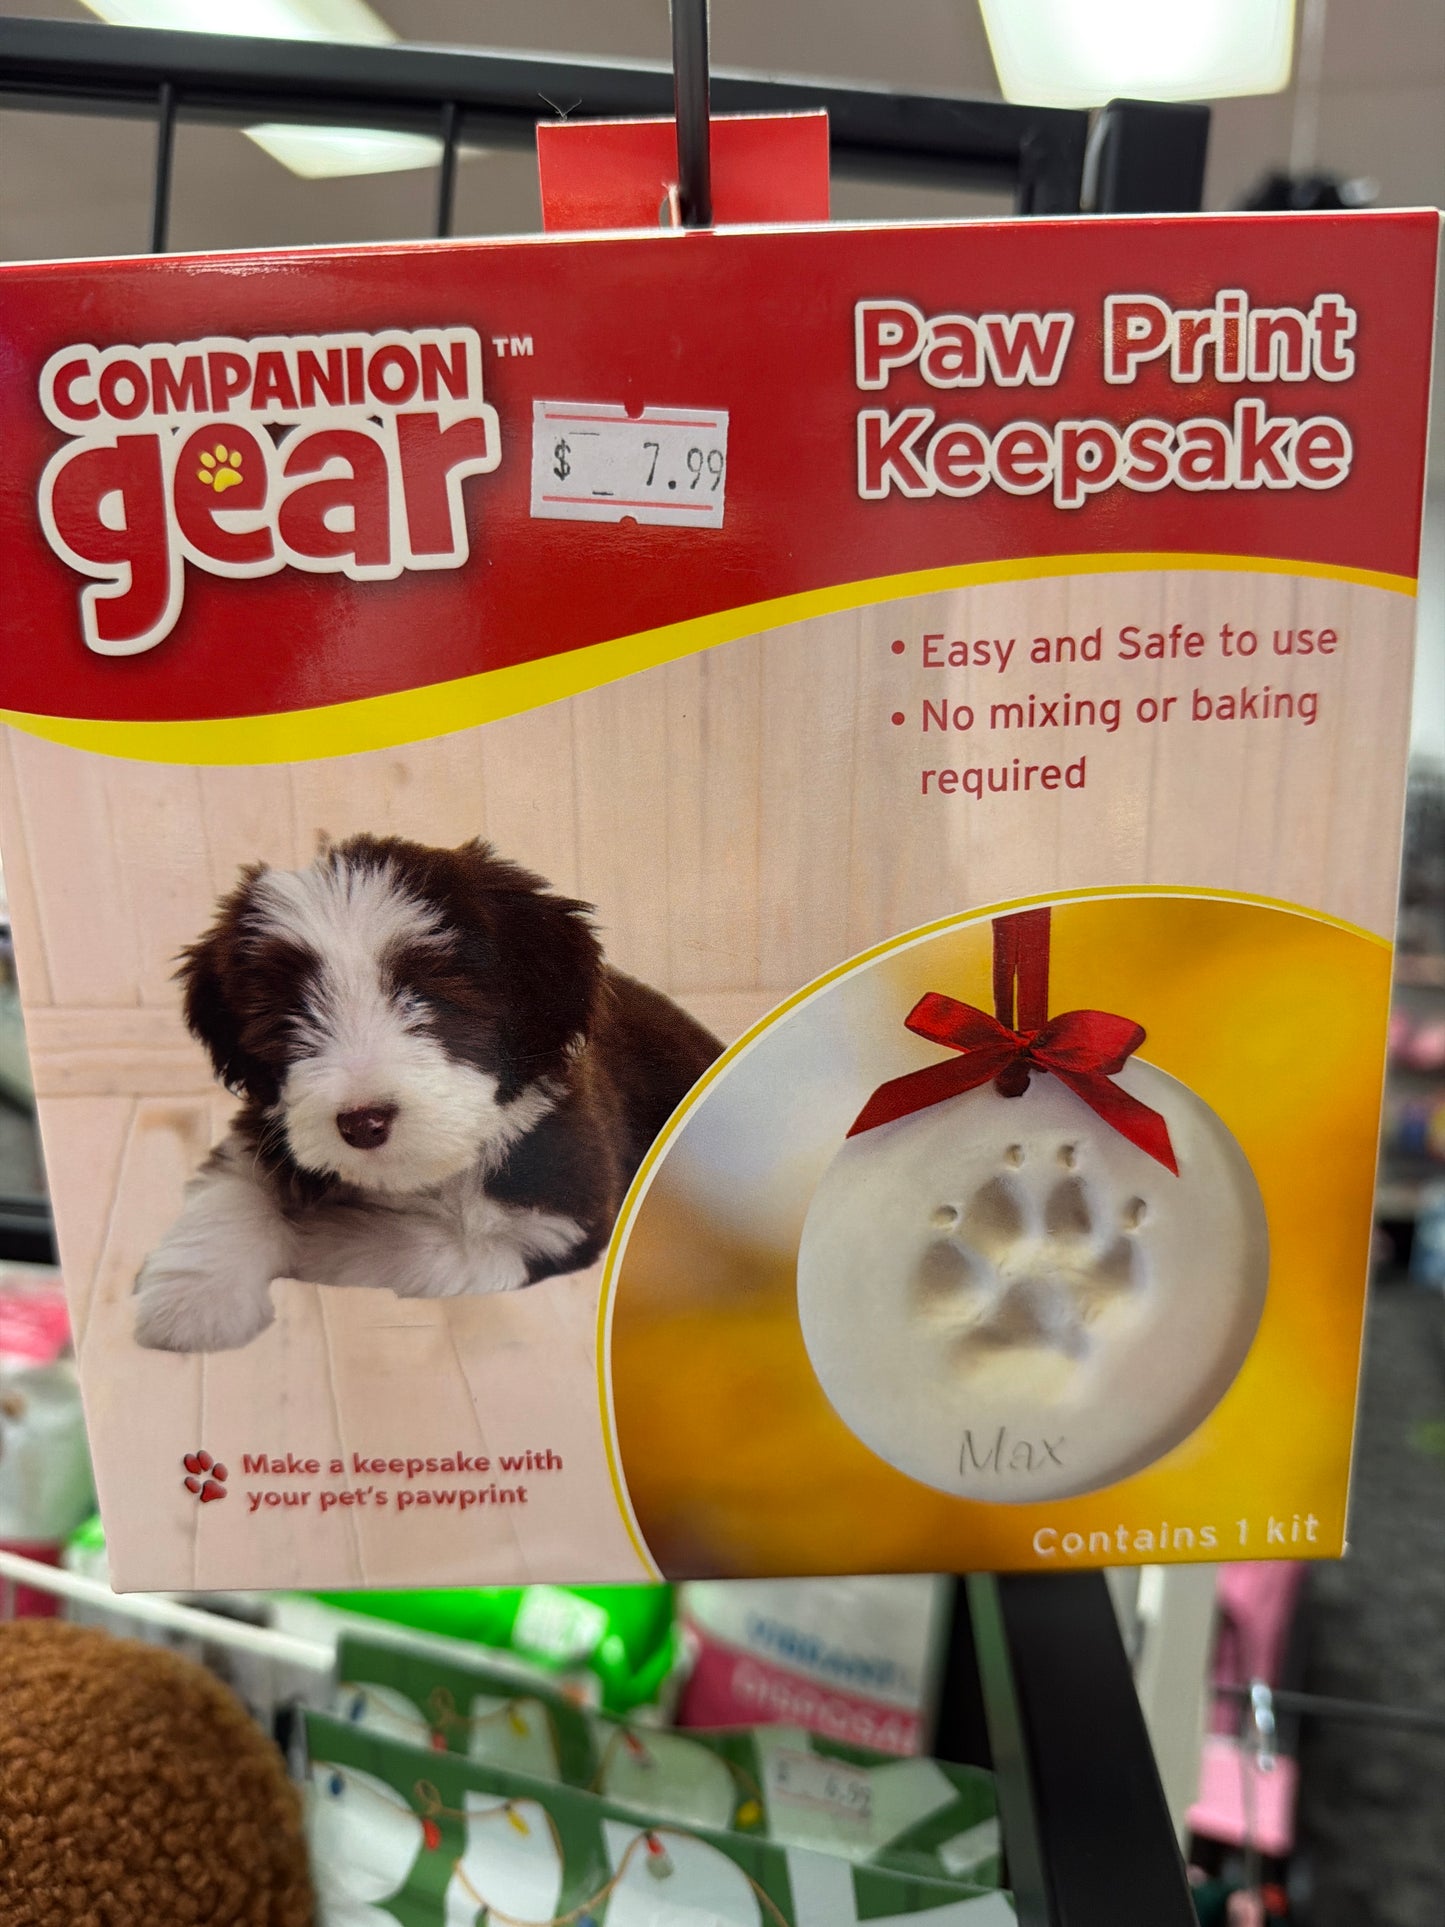 COMPANION™
gear
$ 7.99
Paw Print
Keepsake
• Easy and Safe to use
• No mixing or baking
required
Max
Make a keepsake with
your pet's pawprint
Contains 1 kit